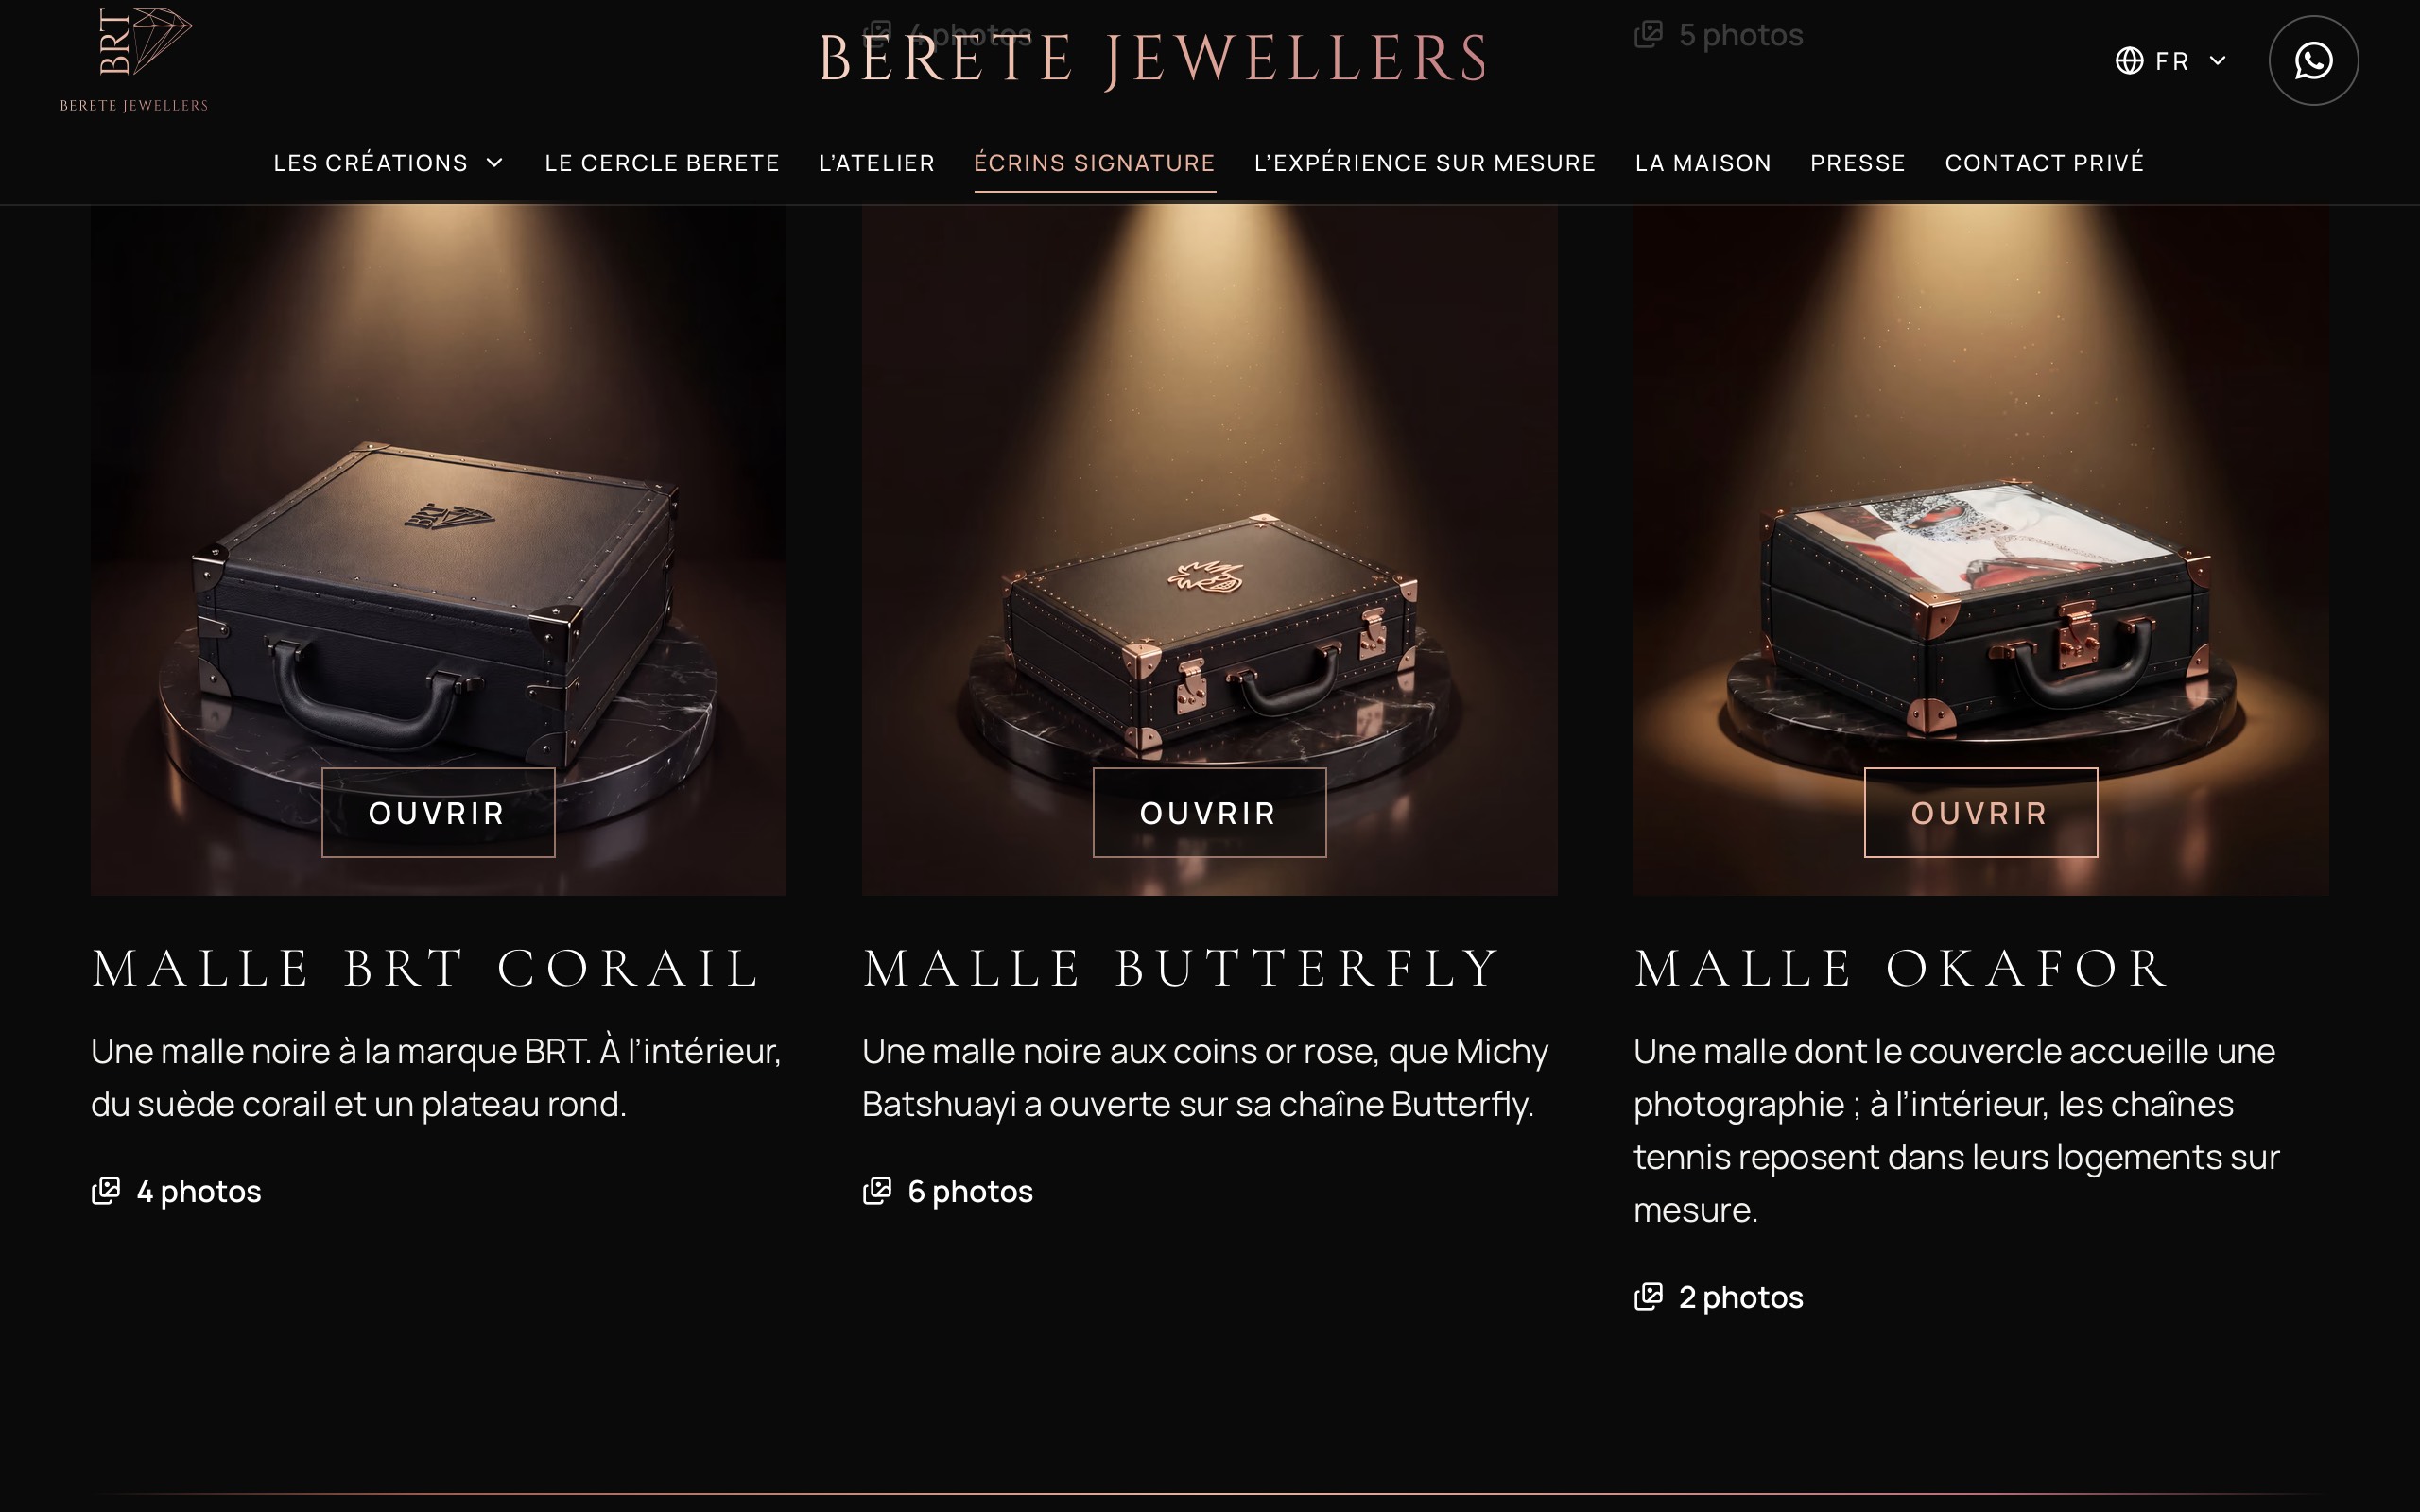 BRT
BERETE JEWELLERS
4 photos
BERETE JEWELLERS
5 photos
FR
LES CRÉATIONS
LE CERCLE BERETE
L’ATELIER
ÉCRINS SIGNATURE
L’EXPÉRIENCE SUR MESURE
LA MAISON
PRESSE
CONTACT PRIVÉ
BRT
OUVRIR
OUVRIR
OUVRIR
MALLE BRT CORAIL
Une malle noire à la marque BRT. À l’intérieur,
du suède corail et un plateau rond.
4 photos
MALLE BUTTERFLY
Une malle noire aux coins or rose, que Michy
Batshuayi a ouverte sur sa chaîne Butterfly.
6 photos
MALLE OKAFOR
Une malle dont le couvercle accueille une
photographie ; à l’intérieur, les chaînes
tennis reposent dans leurs logements sur
mesure.
2 photos